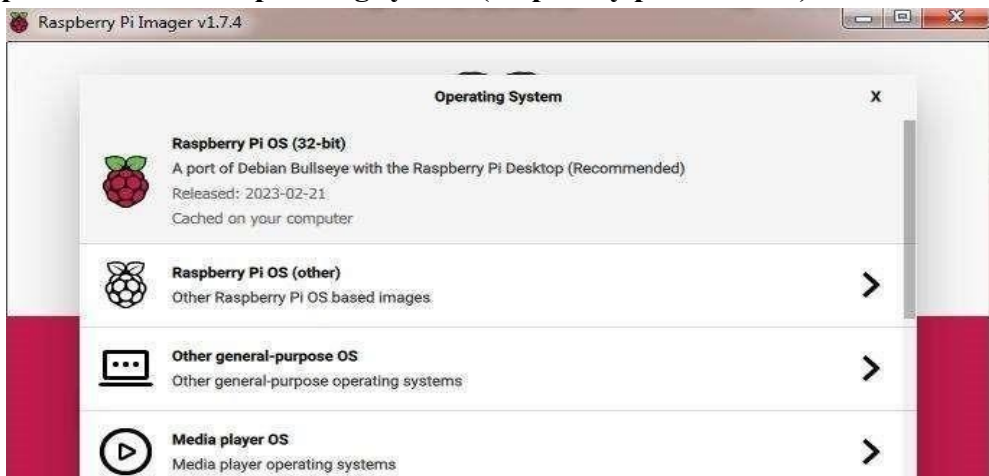 Raspberry Pi Imager v1.7.4
Operating System
X
Raspberry Pi OS (32-bit)
A port of Debian Bullseye with the Raspberry Pi Desktop (Recommended)
Released: 2023-02-21
Cached on your computer
Raspberry Pi OS (other)
Other Raspberry Pi OS based images
Other general-purpose OS
Other general-purpose operating systems
Media player OS
Media player operating systems